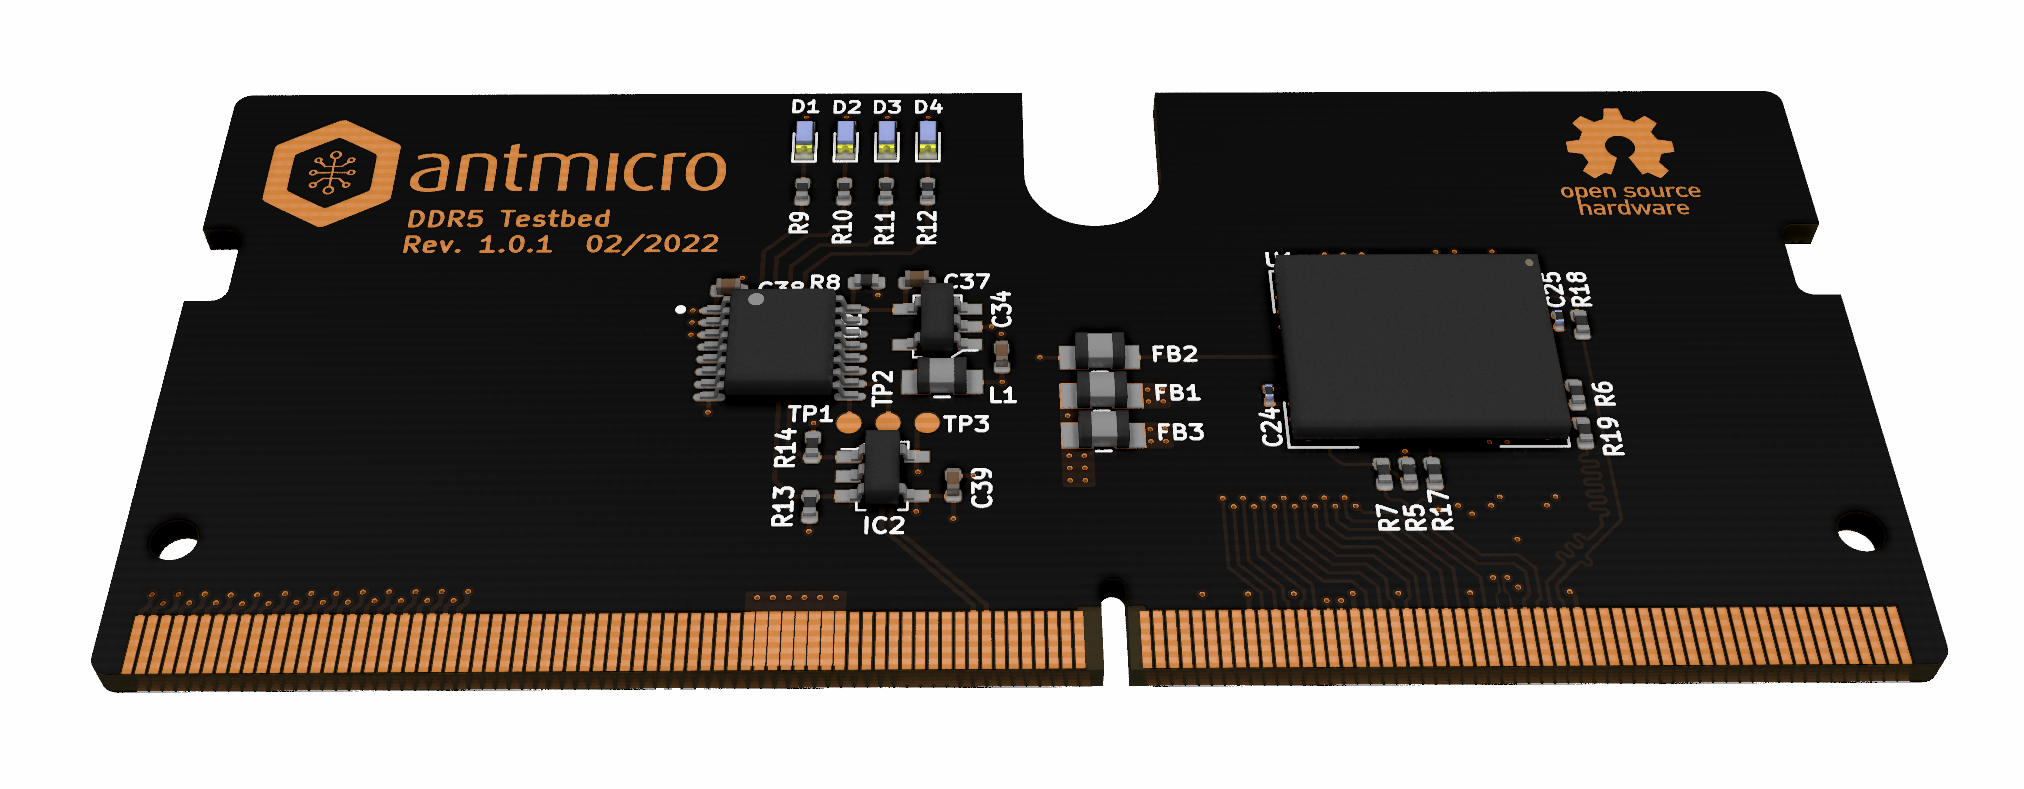 D1 D2 D3 D4
antmicro
DDR5 Testbed
Rev. 1.0.1 02/2022
open source
hardware
R9 R10 R11 R12
R8 C37
C34
C25 R18
FB2
TP2
L1
FB1
R6
TP1 TP3
FB3
C24
R19
R14
C39
R13
IC2
R7 R5 R17